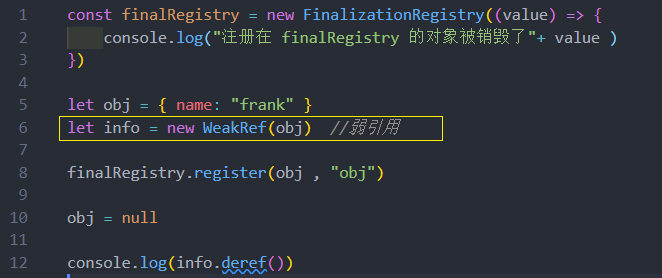 1 const finalRegistry = new FinalizationRegistry((value) => {
2 console.log("注册在 finalRegistry 的对象被销毁了"+ value )
3 })
4
5 let obj = { name: "frank" }
6 let info = new WeakRef(obj) //弱引用
7
8 finalRegistry.register(obj , "obj")
9
10 obj = null
11
12 console.log(info.deref())